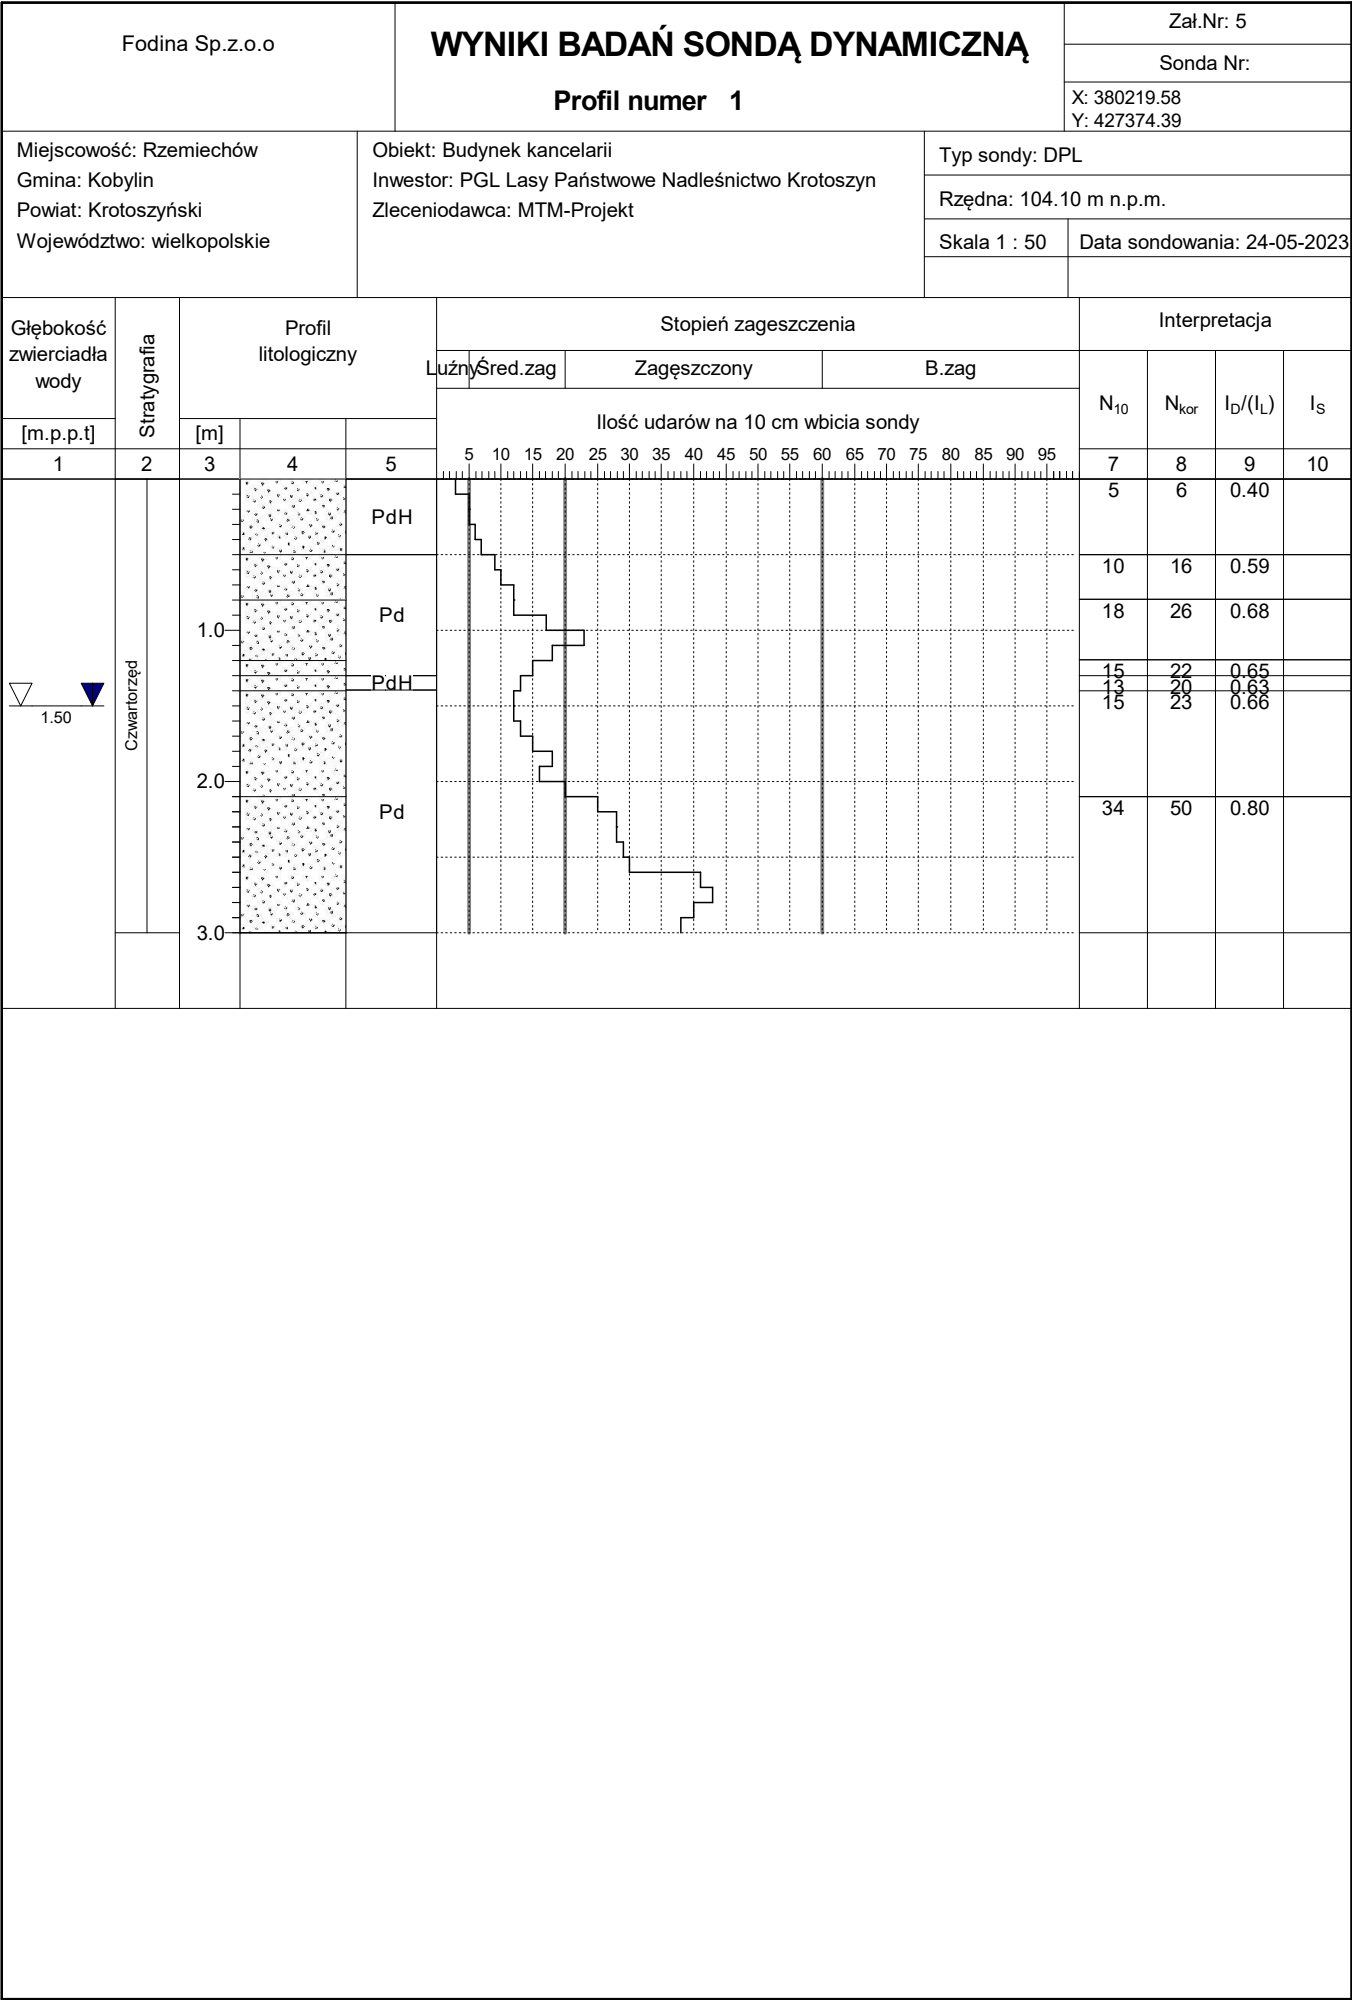 Fodina Sp.z.o.o
WYNIKI BADAŃ SONDĄ DYNAMICZNĄ
Profil numer 1
Zał.Nr: 5
Sonda Nr:
X: 380219.58
Y: 427374.39
Miejscowość: Rzemiechów
Gmina: Kobylin
Powiat: Krotoszyński
Województwo: wielkopolskie
Obiekt: Budynek kancelarii
Inwestor: PGL Lasy Państwowe Nadleśnictwo Krotoszyn
Zleceniodawca: MTM-Projekt
Typ sondy: DPL
Rzędna: 104.10 m n.p.m.
Skala 1 : 50
Data sondowania: 24-05-2023
Głębokość
zwierciadła
wody
[m.p.p.t]
Stratygrafia
Profil
litologiczny
[m]
Stopień zageszczenia
Luźny Śred.zag Zagęszczony B.zag
Ilość udarów na 10 cm wbicia sondy
5 10 15 20 25 30 35 40 45 50 55 60 65 70 75 80 85 90 95
Interpretacja
N10 Nkor ID/(IL) IS
1 2 3 4 5 7 8 9 10
PdH
5 6 0.40
10 16 0.59
Pd
18 26 0.68
1.0
15 22 0.65
PdH
13 20 0.63
15 23 0.66
1.50
Czwartorzęd
2.0
Pd
34 50 0.80
3.0